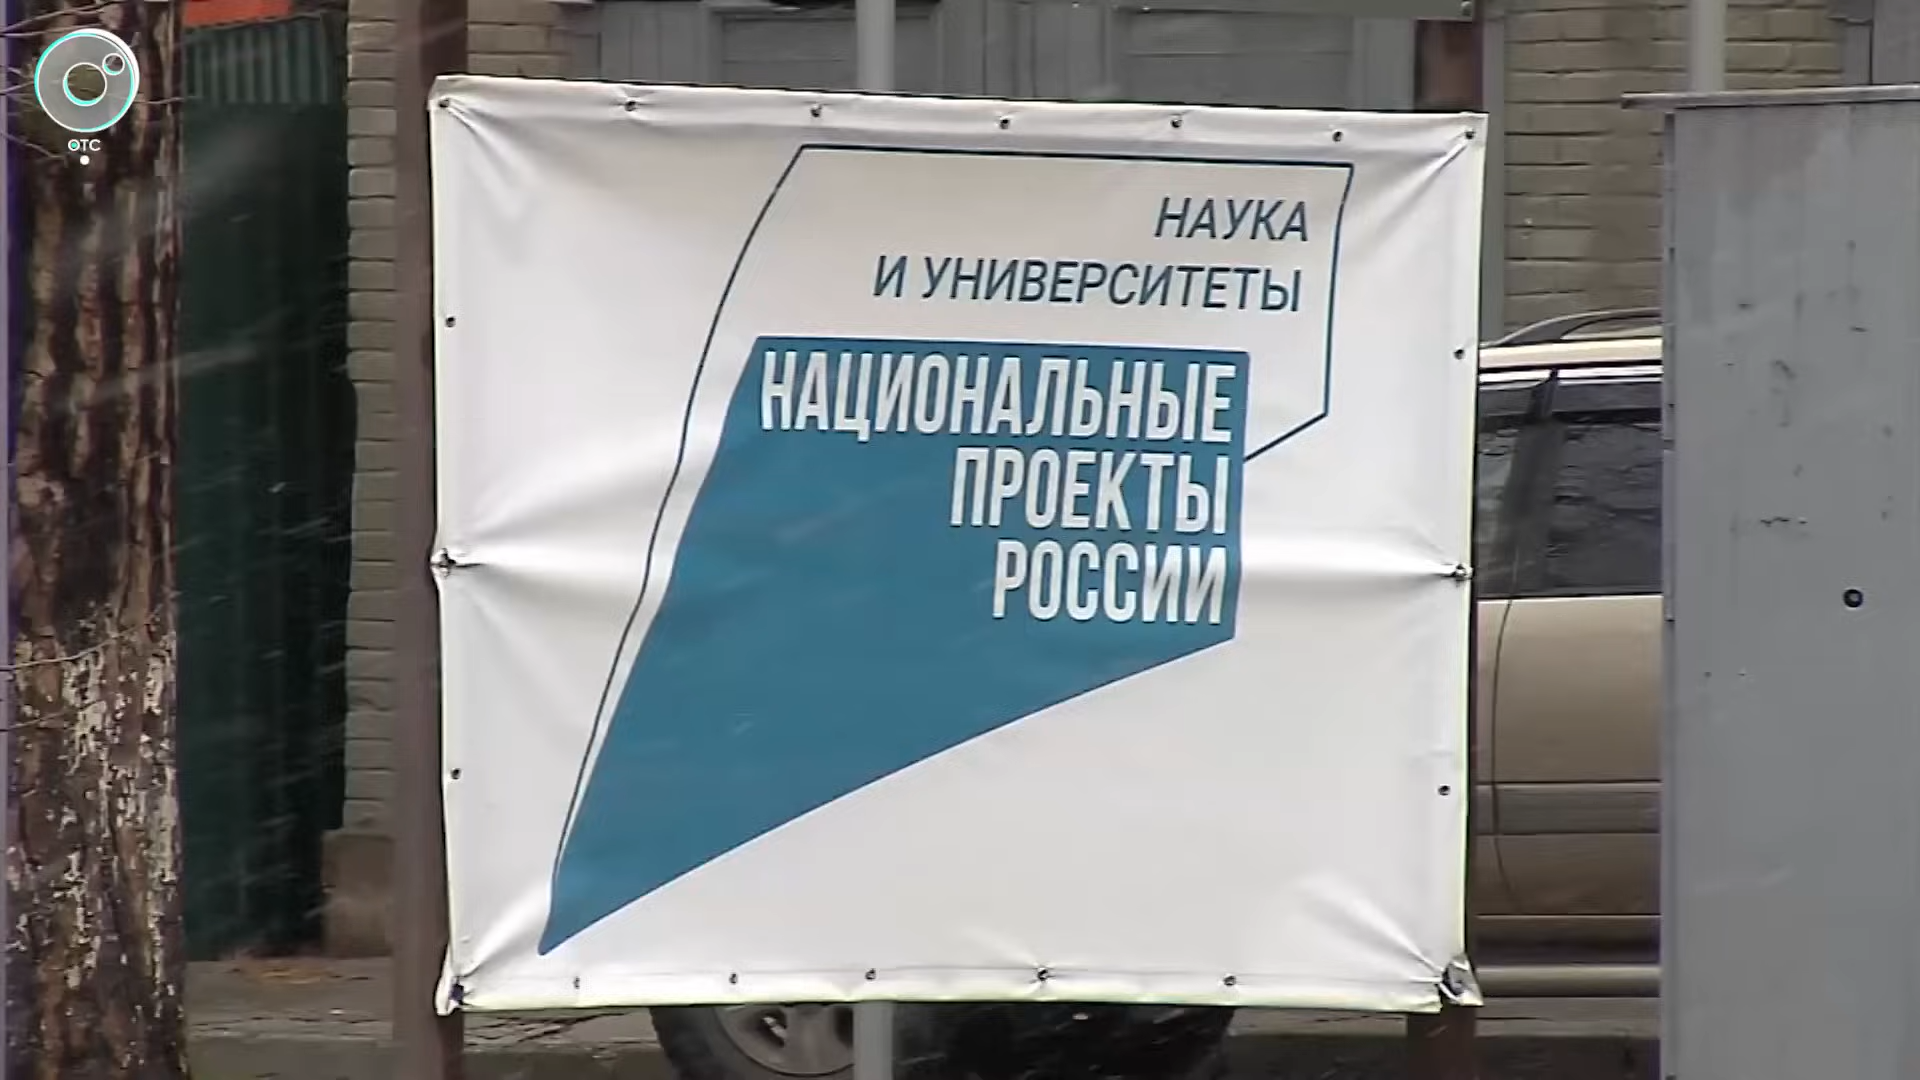 ОТС
НАУКА
И УНИВЕРСИТЕТЫ
НАЦИОНАЛЬНЫЕ
ПРОЕКТЫ
РОССИИ